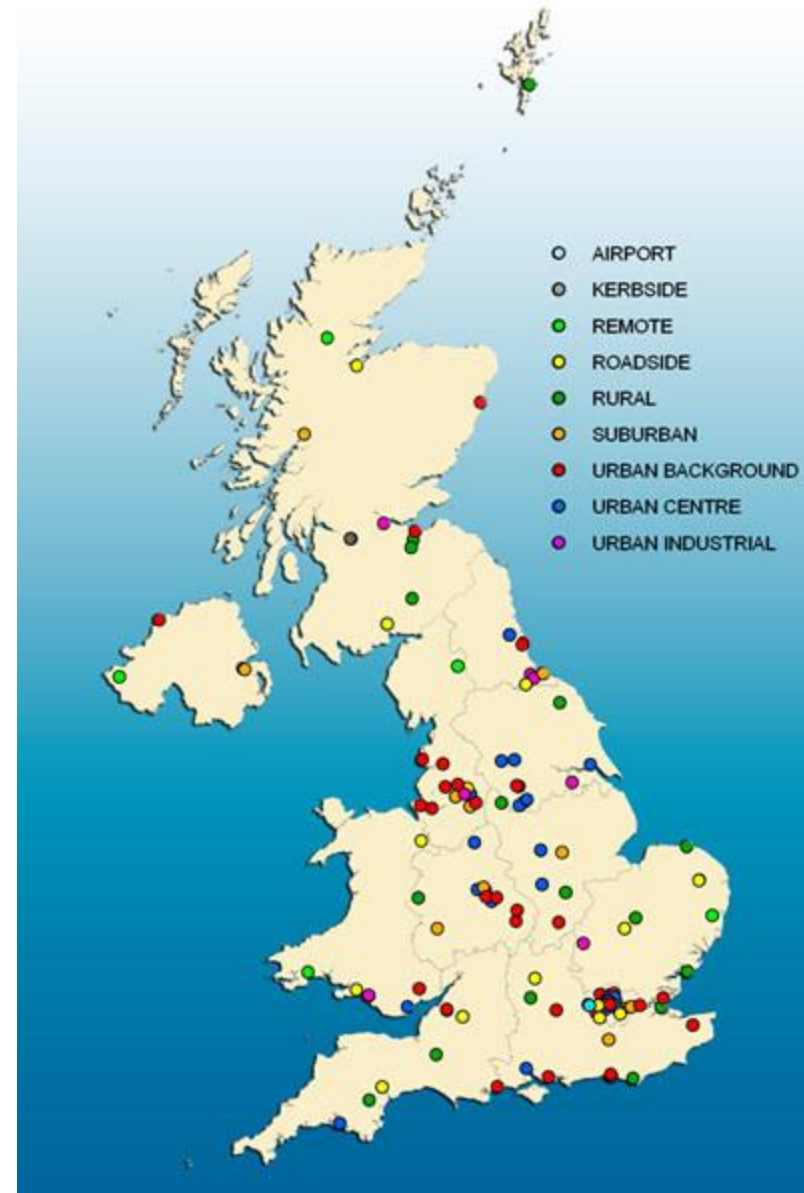 AIRPORT
KERBSIDE
REMOTE
ROADSIDE
RURAL
SUBURBAN
URBAN BACKGROUND
URBAN CENTRE
URBAN INDUSTRIAL